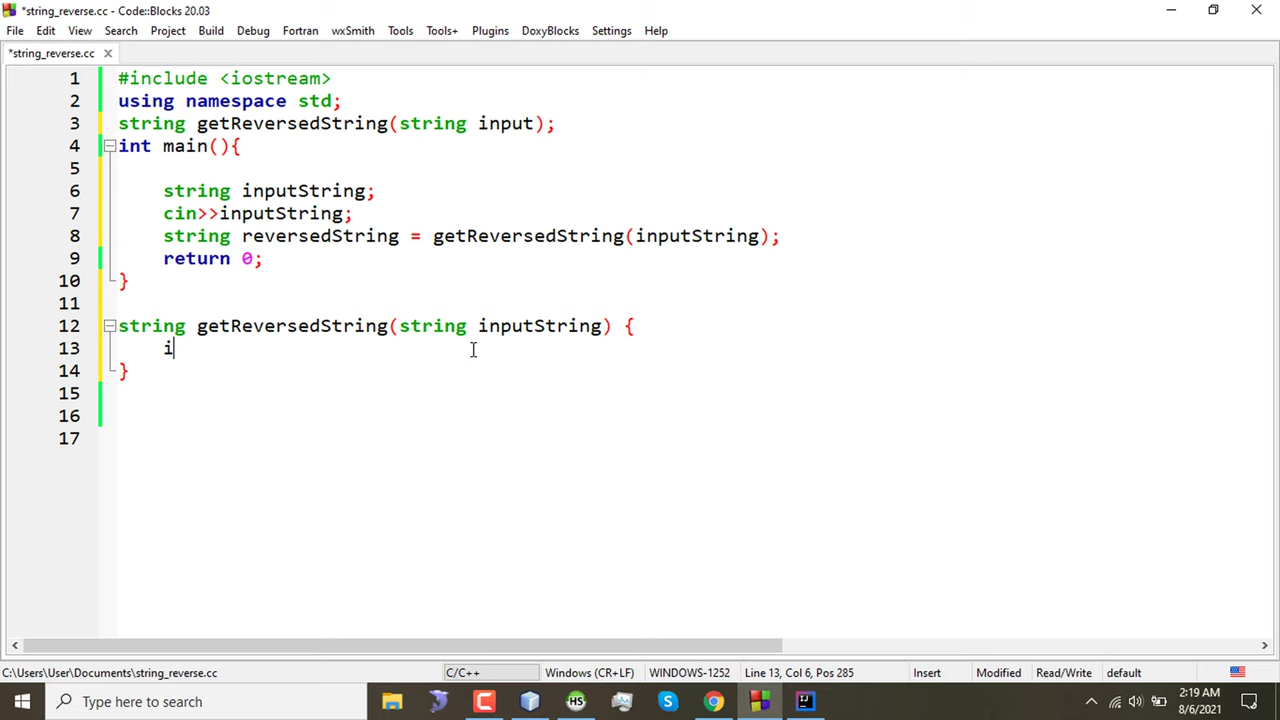 *string_reverse.cc - Code::Blocks 20.03
File Edit View Search Project Build Debug Fortran wxSmith Tools Tools+ Plugins DoxyBlocks Settings Help
*string_reverse.cc
1 #include <iostream>
2 using namespace std;
3 string getReversedString(string input);
4 int main(){
5
6 string inputString;
7 cin>>inputString;
8 string reversedString = getReversedString(inputString);
9 return 0;
10 }
11
12 string getReversedString(string inputString) {
13 i
14 }
15
16
17
C:\Users\User\Documents\string_reverse.cc C/C++ Windows (CR+LF) WINDOWS-1252 Line 13, Col 6, Pos 285 Insert Modified Read/Write default
Type here to search HS 2:19 AM
8/6/2021